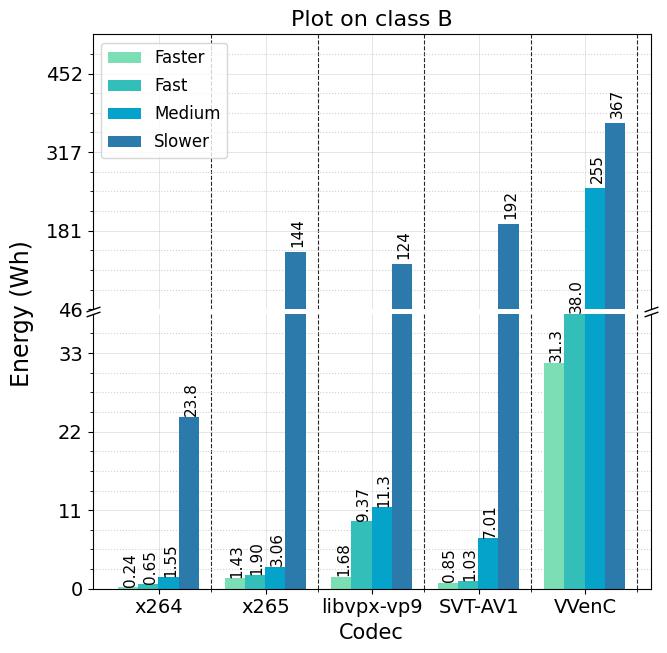 Plot on class B
Faster
Fast
Medium
Slower
452
317
181
46
33
22
11
0
Energy (Wh)
0.24
0.65
1.55
23.8
1.43
1.90
3.06
144
1.68
9.37
11.3
124
0.85
1.03
7.01
192
31.3
38.0
255
367
x264
x265
libvpx-vp9
SVT-AV1
VVenC
Codec